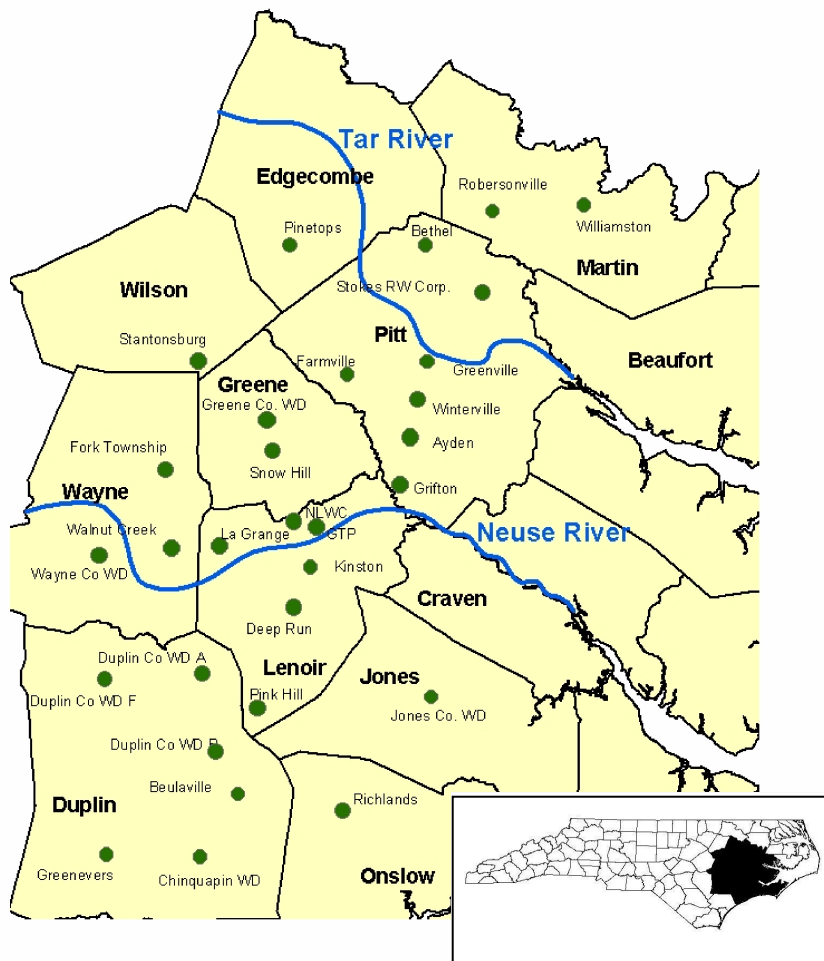 Tar River
Edgecombe
Robersonville
Williamston
Pinetops
Bethel
Martin
Wilson
Stokes RW Corp.
Pitt
Stantonsburg
Beaufort
Farmville
Greenville
Greene
Greene Co. WD
Winterville
Ayden
Fork Township
Snow Hill
Wayne
Grifton
NLWC
Walnut Creek
La Grange
GTP
Neuse River
Wayne Co WD
Kinston
Craven
Deep Run
Duplin Co WD A
Lenoir
Jones
Duplin Co WD F
Pink Hill
Jones Co. WD
Duplin Co WD
Beulaville
Richlands
Duplin
Greenevers
Chinquapin WD
Onslow